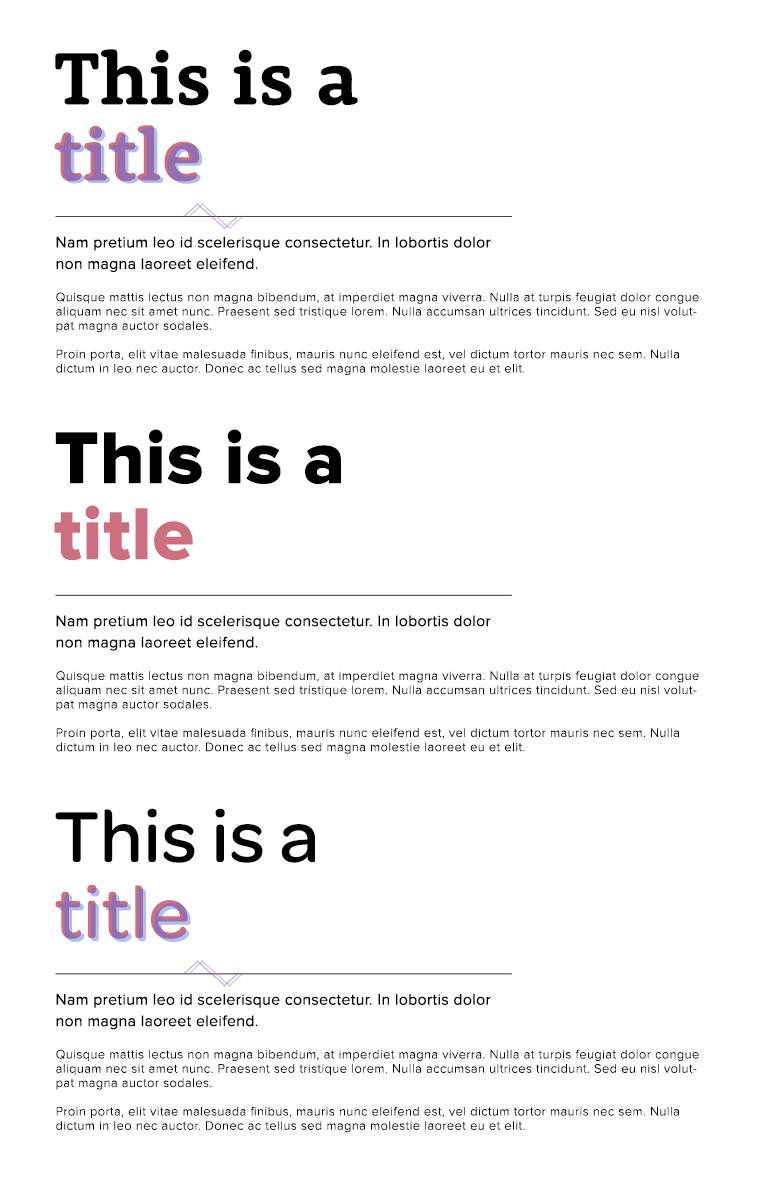 This is a
title
Nam pretium leo id scelerisque consectetur. In lobortis dolor
non magna laoreet eleifend.
Quisque mattis lectus non magna bibendum, at imperdiet magna viverra. Nulla at turpis feugiat dolor congue
aliquam nec sit amet nunc. Praesent sed tristique lorem. Nulla accumsan ultrices tincidunt. Sed eu nisl volut-
pat magna auctor sodales.
Proin porta, elit vitae malesuada finibus, mauris nunc eleifend est, vel dictum tortor mauris nec sem. Nulla
dictum in leo nec auctor. Donec ac tellus sed magna molestie laoreet eu et elit.
This is a
title
Nam pretium leo id scelerisque consectetur. In lobortis dolor
non magna laoreet eleifend.
Quisque mattis lectus non magna bibendum, at imperdiet magna viverra. Nulla at turpis feugiat dolor congue
aliquam nec sit amet nunc. Praesent sed tristique lorem. Nulla accumsan ultrices tincidunt. Sed eu nisl volut-
pat magna auctor sodales.
Proin porta, elit vitae malesuada finibus, mauris nunc eleifend est, vel dictum tortor mauris nec sem. Nulla
dictum in leo nec auctor. Donec ac tellus sed magna molestie laoreet eu et elit.
This is a
title
Nam pretium leo id scelerisque consectetur. In lobortis dolor
non magna laoreet eleifend.
Quisque mattis lectus non magna bibendum, at imperdiet magna viverra. Nulla at turpis feugiat dolor congue
aliquam nec sit amet nunc. Praesent sed tristique lorem. Nulla accumsan ultrices tincidunt. Sed eu nisl volut-
pat magna auctor sodales.
Proin porta, elit vitae malesuada finibus, mauris nunc eleifend est, vel dictum tortor mauris nec sem. Nulla
dictum in leo nec auctor. Donec ac tellus sed magna molestie laoreet eu et elit.